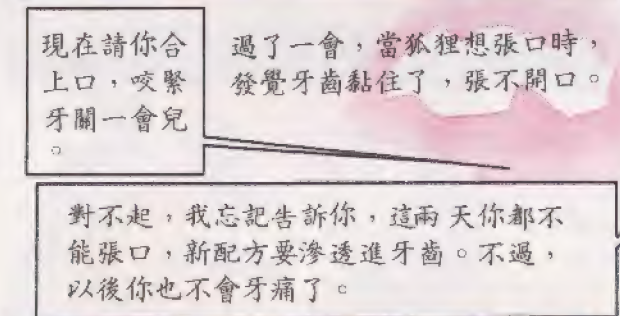 現在請你合
上口，咬緊
牙關一會兒
。
過了一會，當狐狸想張口時，
發覺牙齒黏住了，張不開口。
對不起，我忘記告訴你，這兩天你都不
能張口，新配方要滲透進牙齒。不過，
以後你也不會牙痛了。